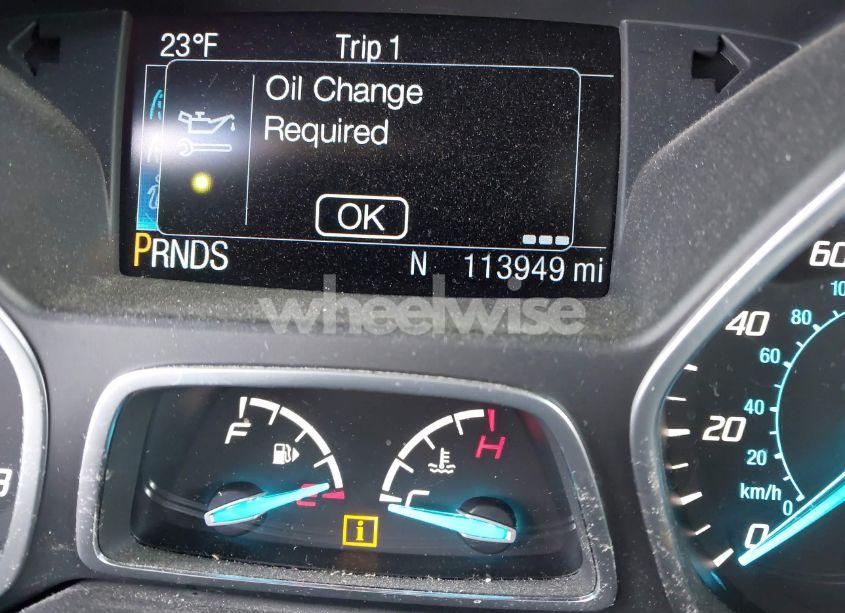 23°F Trip 1
Oil Change
Required
OK
PRNDS N 113949 mi
wheelwise
F
E
C
H
i
60
40
20
0
80
60
40
20
0
km/h